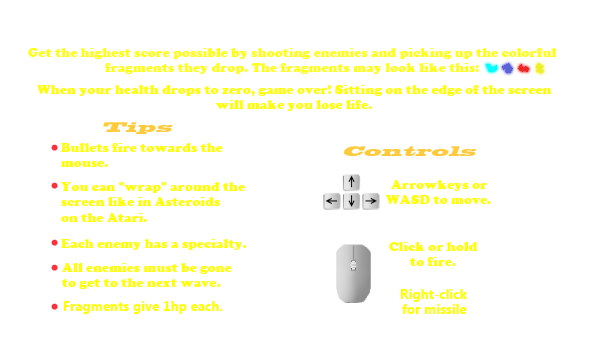 Get the highest score possible by shooting enemies and picking up the colorful
fragments they drop. The fragments may look like this:
When your health drops to zero, game over! Sitting on the edge of the screen
will make you lose life.
Tips
Bullets fire towards the
mouse.
You can "wrap" around the
screen like in Asteroids
on the Atari.
Each enemy has a specialty.
All enemies must be gone
to get to the next wave.
Fragments give 1hp each.
Controls
Arrowkeys or
WASD to move.
Click or hold
to fire.
Right-click
for missile